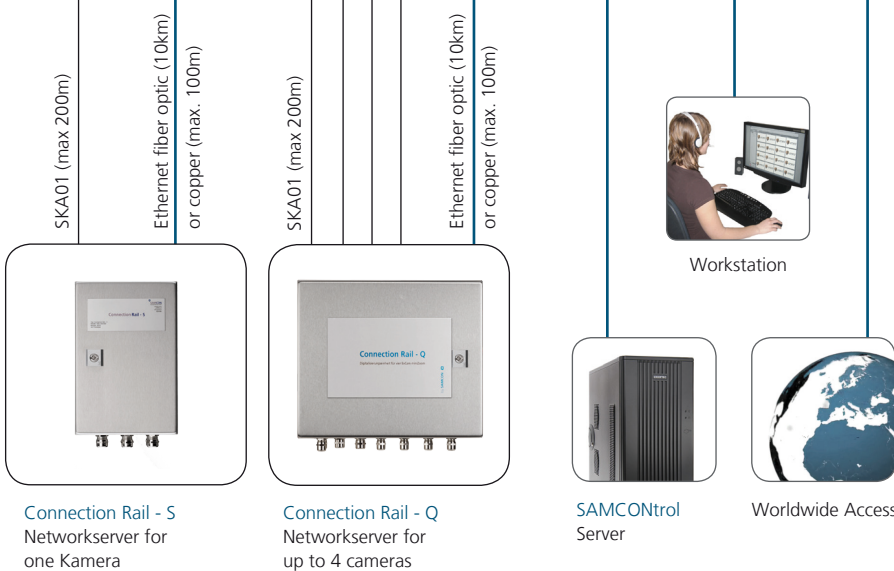 SKA01 (max 200m)
Ethernet fiber optic (10km)
or copper (max. 100m)
SKA01 (max 200m)
Ethernet fiber optic (10km)
or copper (max. 100m)
Workstation
ConnectionRail - S
Connection Rail - Q
Connection Rail - S
Networkserver for
one Kamera
Connection Rail - Q
Networkserver for
up to 4 cameras
SAMCONtrol
Server
Worldwide Access